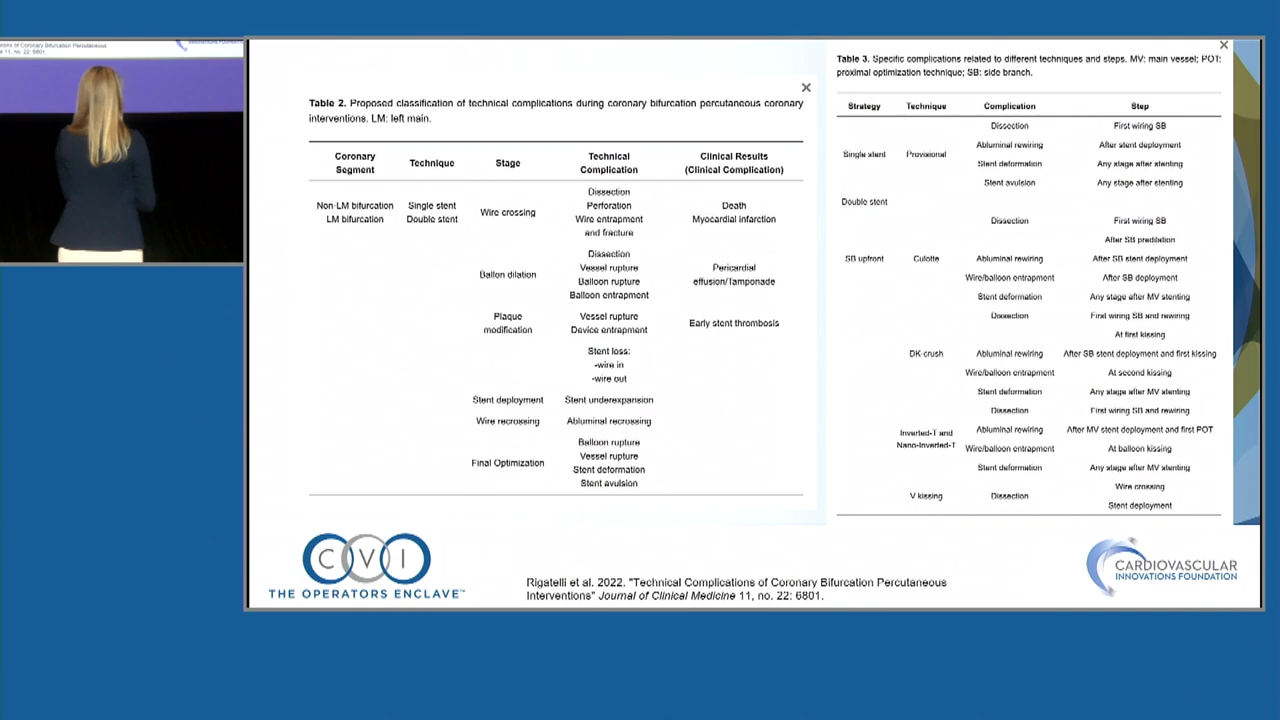 ions of Coronary Bifurcation Percutaneous
e 11, no. 22: 6801.
Table 2. Proposed classification of technical complications during coronary bifurcation percutaneous coronary
interventions. LM: left main.
Coronary Segment Technique Stage Technical Complication Clinical Results (Clinical Complication)
Non-LM bifurcation Single stent Wire crossing Dissection Death
LM bifurcation Double stent Perforation Myocardial infarction
Wire entrapment
and fracture
Ballon dilation Dissection Pericardial
Vessel rupture effusion/Tamponade
Balloon rupture
Balloon entrapment
Plaque modification Vessel rupture Early stent thrombosis
Device entrapment
Stent loss:
-wire in
-wire out
Stent deployment Stent underexpansion
Wire recrossing Abluminal recrossing
Final Optimization Balloon rupture
Vessel rupture
Stent deformation
Stent avulsion
Table 3. Specific complications related to different techniques and steps. MV: main vessel; POT:
proximal optimization technique; SB: side branch.
Strategy Technique Complication Step
Dissection First wiring SB
Single stent Provisional Abluminal rewiring After stent deployment
Stent deformation Any stage after stenting
Stent avulsion Any stage after stenting
Double stent
Dissection First wiring SB
After SB predilation
SB upfront Culotte Abluminal rewiring After SB stent deployment
Wire/balloon entrapment After SB deployment
Stent deformation Any stage after MV stenting
Dissection First wiring SB and rewiring
At first kissing
DK-crush Abluminal rewiring After SB stent deployment and first kissing
Wire/balloon entrapment At second kissing
Stent deformation Any stage after MV stenting
Dissection First wiring SB and rewiring
Inverted-T and Abluminal rewiring After MV stent deployment and first POT
Nano-Inverted-T Wire/balloon entrapment At balloon kissing
Stent deformation Any stage after MV stenting
Wire crossing
V kissing Dissection
Stent deployment
CVI
THE OPERATORS ENCLAVE™
Rigatelli et al. 2022. "Technical Complications of Coronary Bifurcation Percutaneous
Interventions" Journal of Clinical Medicine 11, no. 22: 6801.
CARDIOVASCULAR
INNOVATIONS FOUNDATION